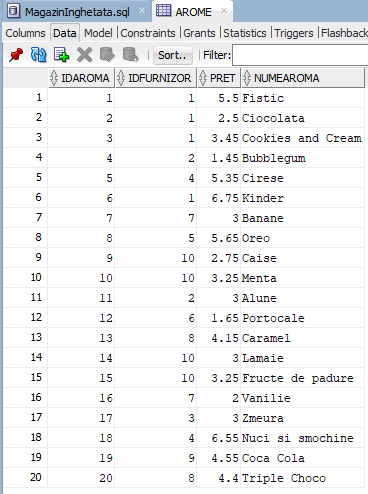 MagazinInghetata.sql × AROME ×
Columns Data Model Constraints Grants Statistics Triggers Flashback
Sort.. Filter:
IDAROMA IDFURNIZOR PRET NUMEAROMA
1 1 1 5.5 Fistic
2 2 1 2.5 Ciocolata
3 3 1 3.45 Cookies and Cream
4 4 2 1.45 Bubblegum
5 5 4 5.35 Cirese
6 6 1 6.75 Kinder
7 7 7 3 Banane
8 8 5 5.65 Oreo
9 9 10 2.75 Caise
10 10 10 3.25 Menta
11 11 2 3 Alune
12 12 6 1.65 Portocale
13 13 8 4.15 Caramel
14 14 10 3 Lamaie
15 15 10 3.25 Fructe de padure
16 16 7 2 Vanilie
17 17 3 3 Zmeura
18 18 4 6.55 Nuci si smochine
19 19 9 4.55 Coca Cola
20 20 8 4.4 Triple Choco